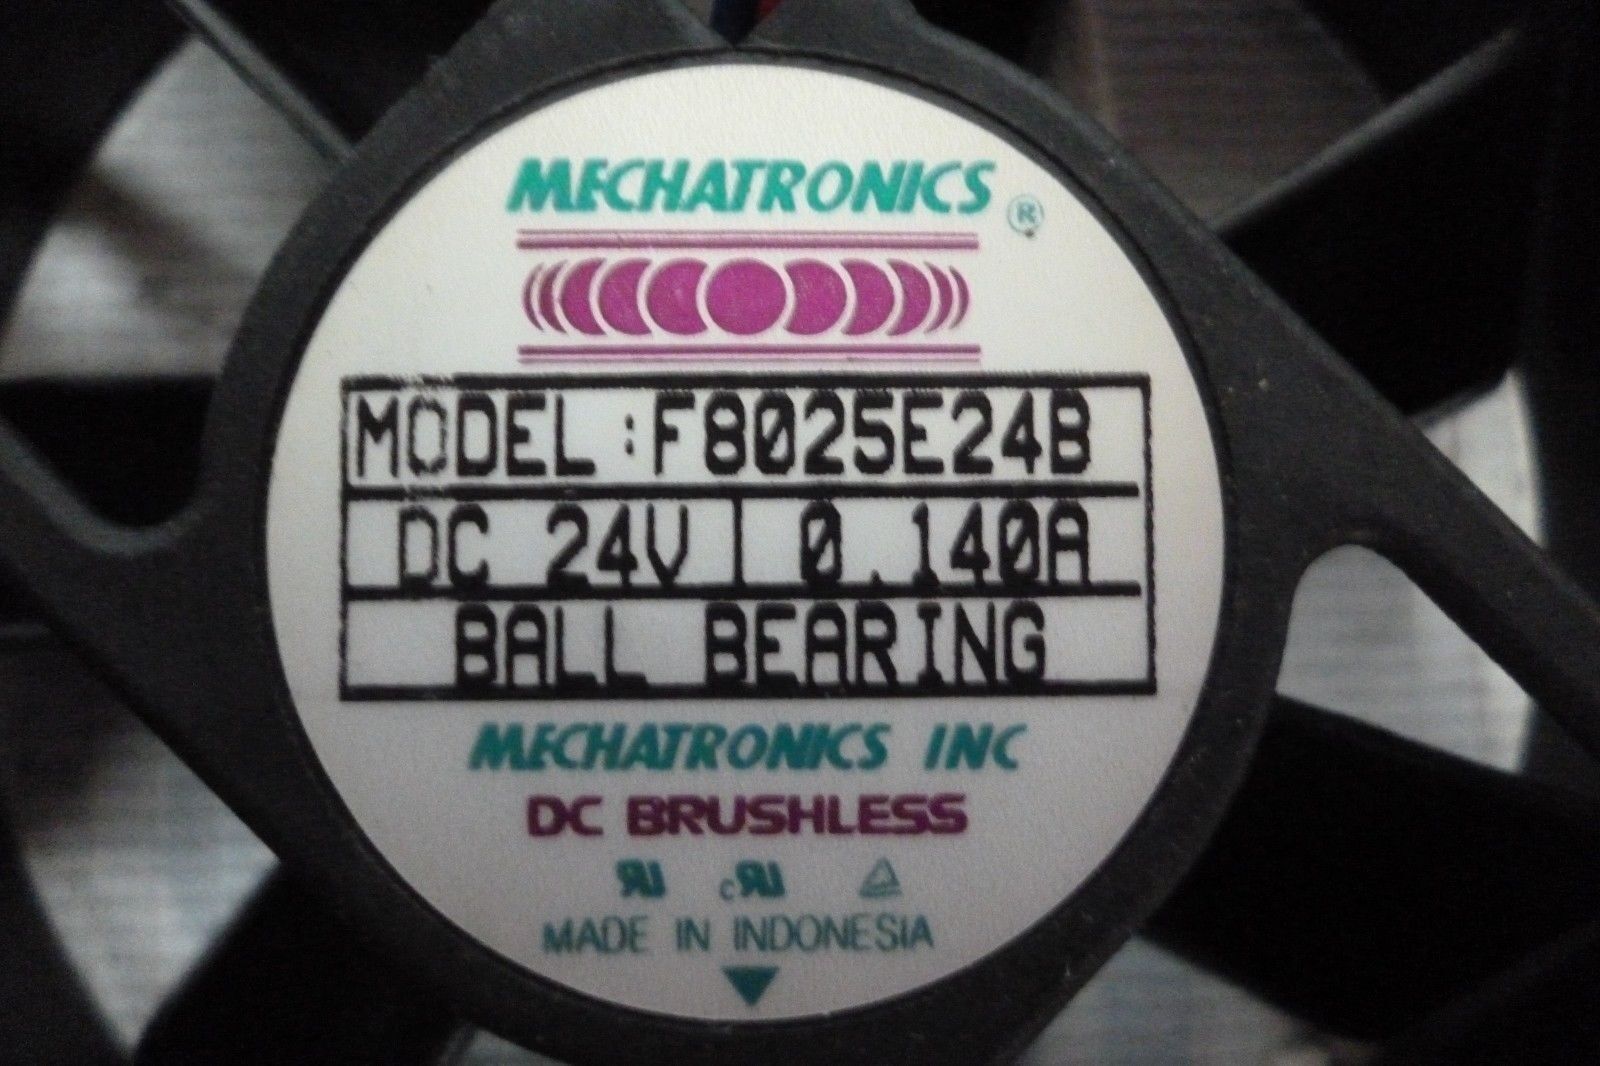 MECHATRONICS ®
MODEL :F8025E24B
DC 24V 0.140A
BALL BEARING
MECHATRONICS INC
DC BRUSHLESS
MADE IN INDONESIA